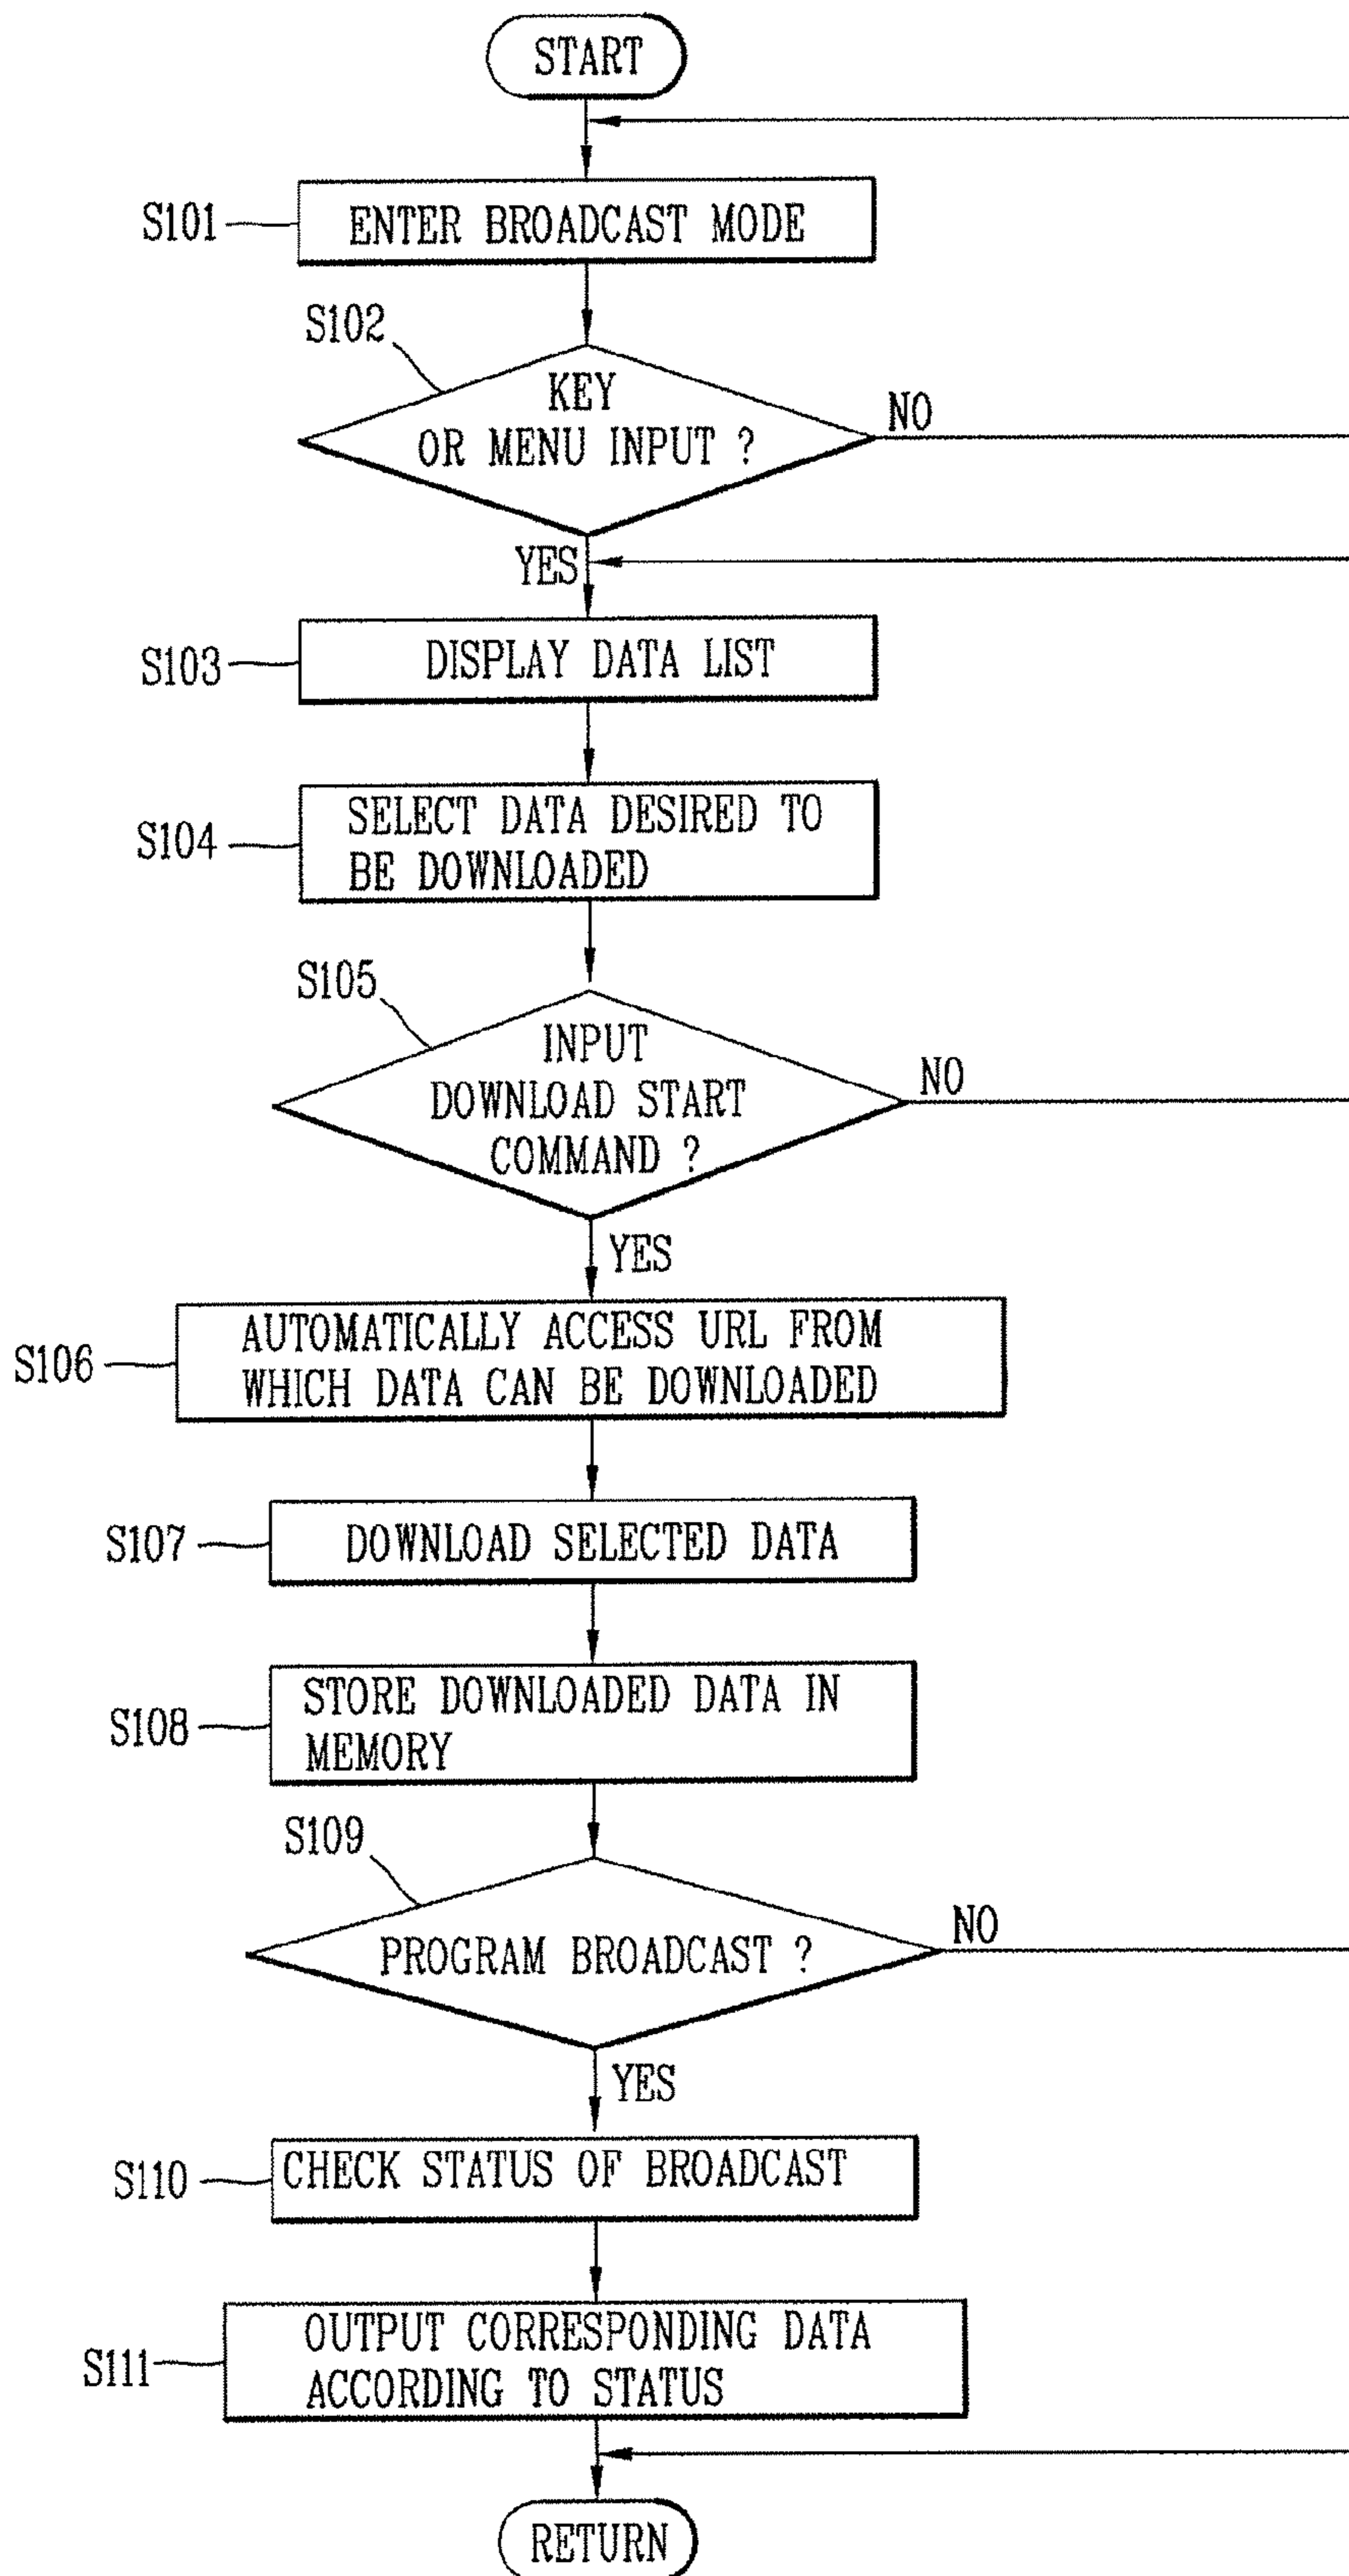 START
S101
ENTER BROADCAST MODE
S102
KEY
OR MENU INPUT ?
NO
YES
S103
DISPLAY DATA LIST
S104
SELECT DATA DESIRED TO
BE DOWNLOADED
S105
INPUT
DOWNLOAD START
COMMAND ?
NO
YES
S106
AUTOMATICALLY ACCESS URL FROM
WHICH DATA CAN BE DOWNLOADED
S107
DOWNLOAD SELECTED DATA
S108
STORE DOWNLOADED DATA IN
MEMORY
S109
PROGRAM BROADCAST ?
NO
YES
S110
CHECK STATUS OF BROADCAST
S111
OUTPUT CORRESPONDING DATA
ACCORDING TO STATUS
RETURN